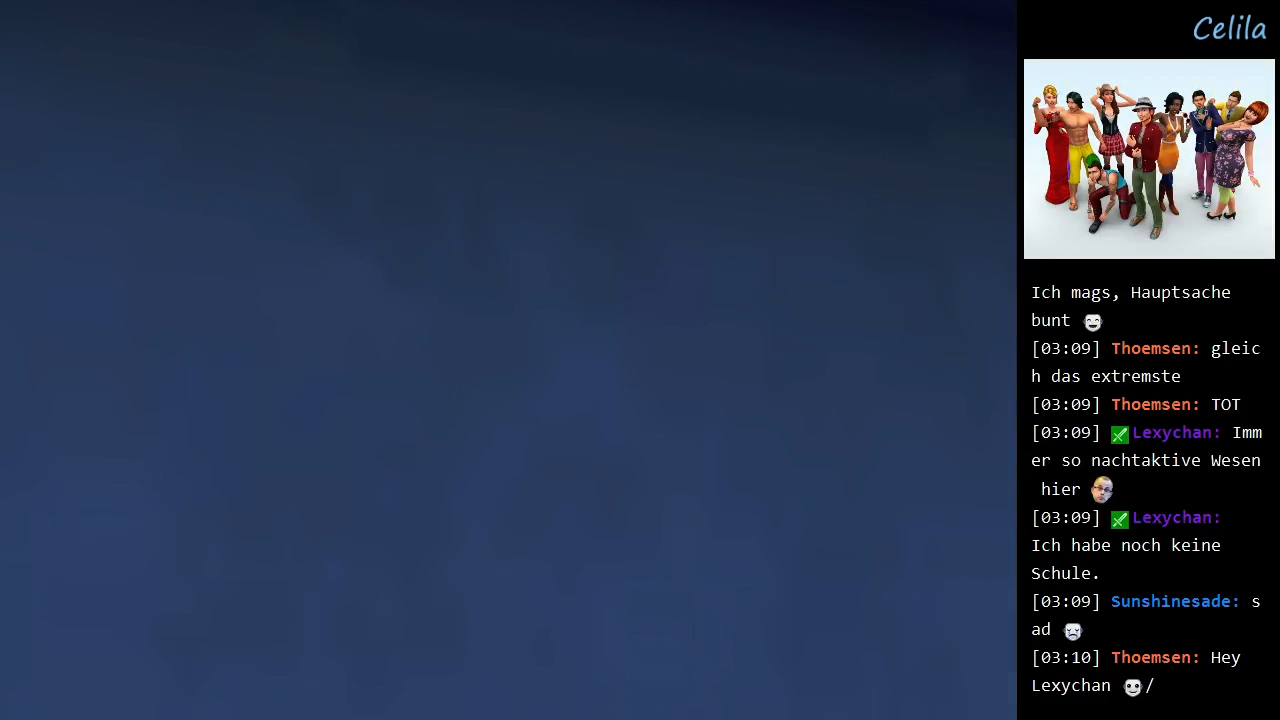 Celila
Ich mags, Hauptsache
bunt
[03:09] Thoemsen: gleic
h das extremste
[03:09] Thoemsen: TOT
[03:09] Lexychan: Imm
er so nachtaktive Wesen
hier
[03:09] Lexychan:
Ich habe noch keine
Schule.
[03:09] Sunshinesade: s
ad
[03:10] Thoemsen: Hey
Lexychan /